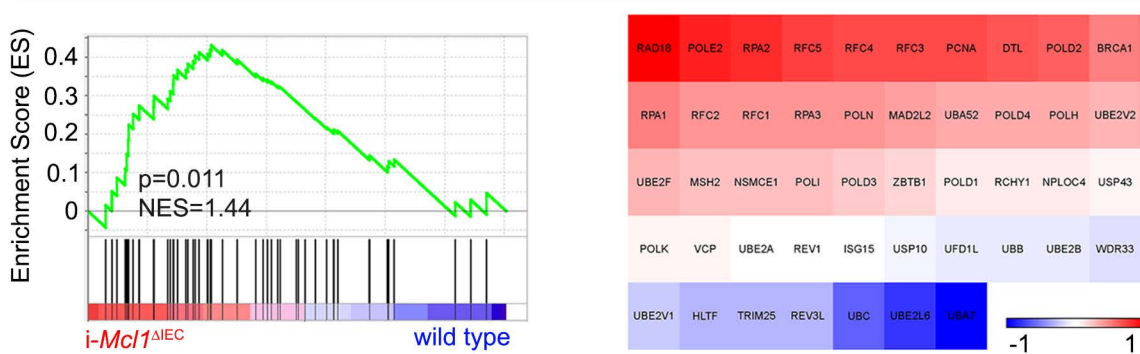 Enrichment Score (ES)
0.4
0.3
0.2
0.1
0
p=0.011
NES=1.44
i-Mcl1ΔIEC
wild type
RAD18 POLE2 RPA2 RFC5 RFC4 RFC3 PCNA DTL POLD2 BRCA1
RPA1 RFC2 RFC1 RPA3 POLN MAD2L2 UBA52 POLD4 POLH UBE2V2
UBE2F MSH2 NSMCE1 POLI POLD3 ZBTB1 POLD1 RCHY1 NPLOC4 USP43
POLK VCP UBE2A REV1 ISG15 USP10 UFD1L UBB UBE2B WDR33
UBE2V1 HLTF TRIM25 REV3L UBC UBE2L6 UBA7
-1 1